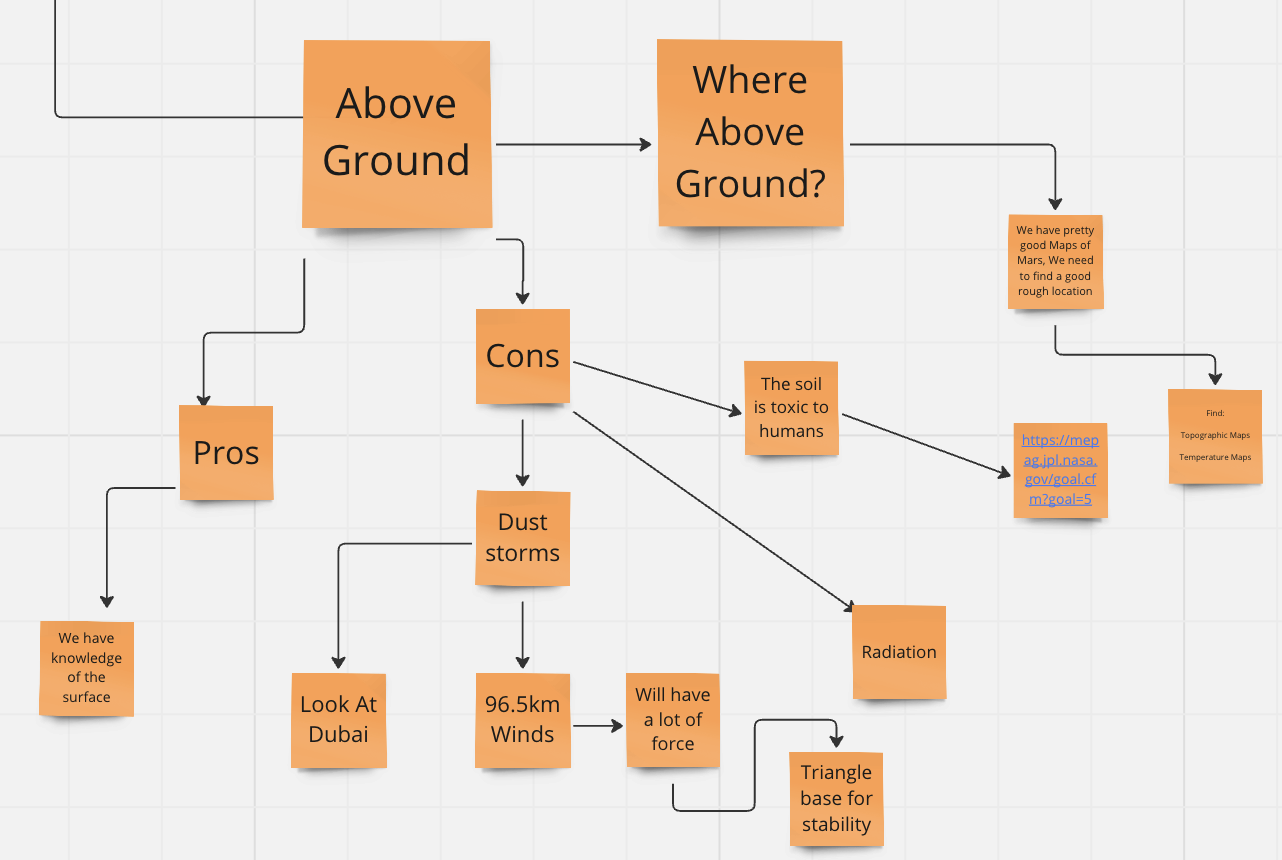 Above
Ground
Where
Above
Ground?
We have pretty
good Maps of
Mars, We need
to find a good
rough location
Cons
The soil
is toxic to
humans
Find:
Topographic Maps
Temperature Maps
Pros
https://mep
ag.jpl.nasa.
gov/goal.cf
m?goal=5
Dust
storms
We have
knowledge
of the
surface
Radiation
Look At
Dubai
96.5km
Winds
Will have
a lot of
force
Triangle
base for
stability